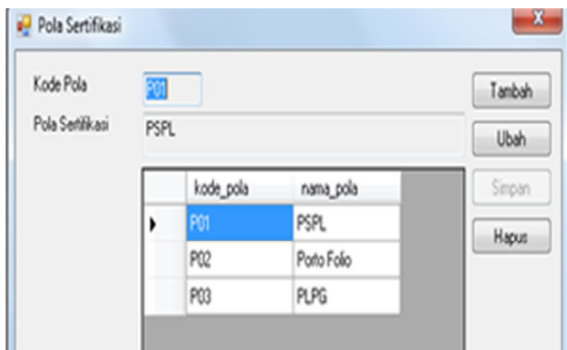 Pola Sertifikasi
Kode Pola P01 Tambah
Pola Sertifikasi PSPL Ubah
kode_pola nama_pola Simpan
P01 PSPL Hapus
P02 Porto Folio
P03 PLPG